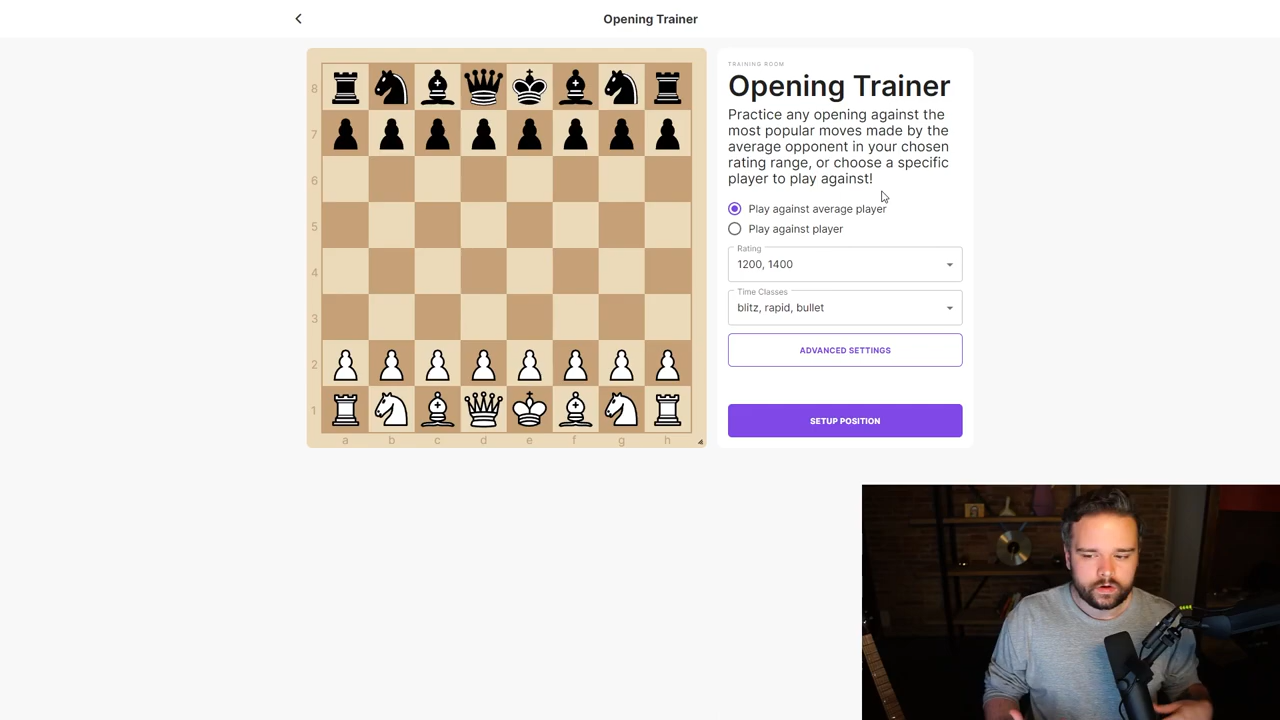 Opening Trainer
8
7
6
5
4
3
2
1
a b c d e f g h
TRAINING ROOM
Opening Trainer
Practice any opening against the
most popular moves made by the
average opponent in your chosen
rating range, or choose a specific
player to play against!
Play against average player
Play against player
Rating
1200, 1400
Time Classes
blitz, rapid, bullet
ADVANCED SETTINGS
SETUP POSITION